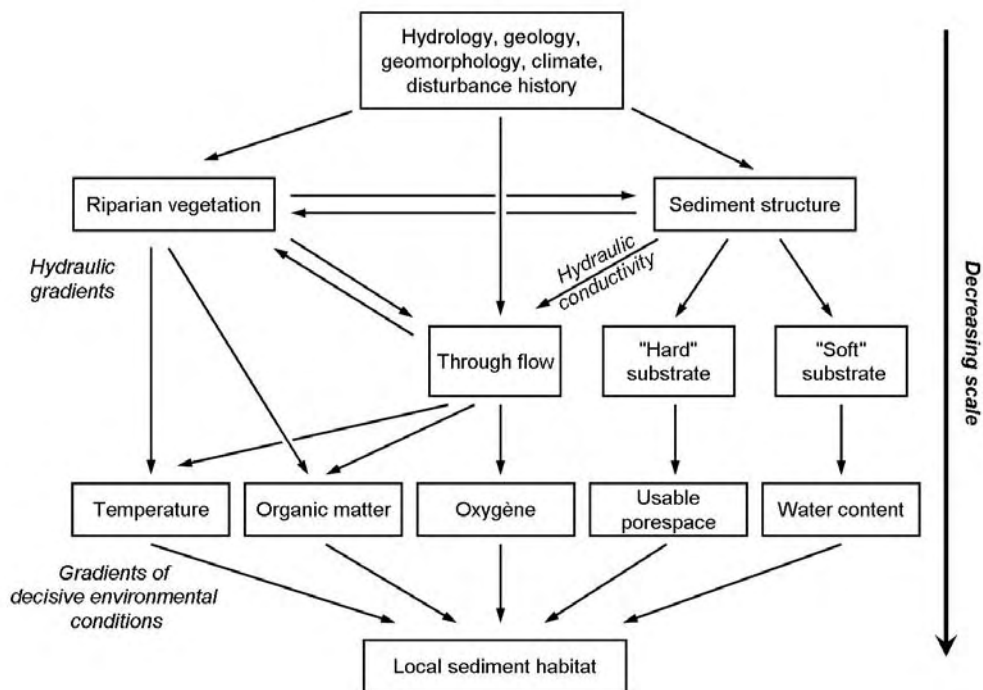 Hydrology, geology,
geomorphology, climate,
disturbance history
Riparian vegetation
Sediment structure
Hydraulic
gradients
Hydraulic
conductivity
Through flow
"Hard"
substrate
"Soft"
substrate
Decreasing scale
Temperature
Organic matter
Oxygène
Usable
porespace
Water content
Gradients of
decisive environmental
conditions
Local sediment habitat